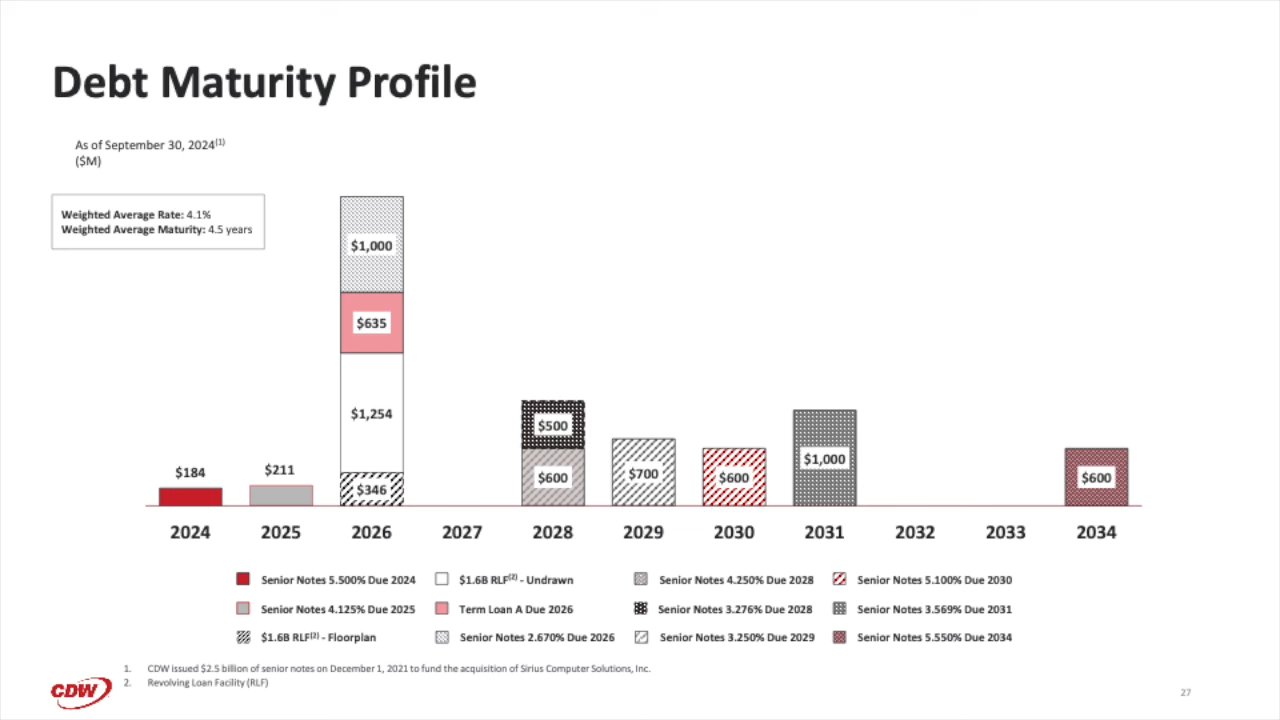 Debt Maturity Profile
As of September 30, 2024(1)
($M)
Weighted Average Rate: 4.1%
Weighted Average Maturity: 4.5 years
$1,000
$635
$1,254
$346
$184
$211
$500
$600
$700
$600
$1,000
$600
2024 2025 2026 2027 2028 2029 2030 2031 2032 2033 2034
Senior Notes 5.500% Due 2024 $1.6B RLF(2) - Undrawn Senior Notes 4.250% Due 2028 Senior Notes 5.100% Due 2030
Senior Notes 4.125% Due 2025 Term Loan A Due 2026 Senior Notes 3.276% Due 2028 Senior Notes 3.569% Due 2031
$1.6B RLF(2) - Floorplan Senior Notes 2.670% Due 2026 Senior Notes 3.250% Due 2029 Senior Notes 5.550% Due 2034
1. CDW issued $2.5 billion of senior notes on December 1, 2021 to fund the acquisition of Sirius Computer Solutions, Inc.
2. Revolving Loan Facility (RLF)
CDW
27